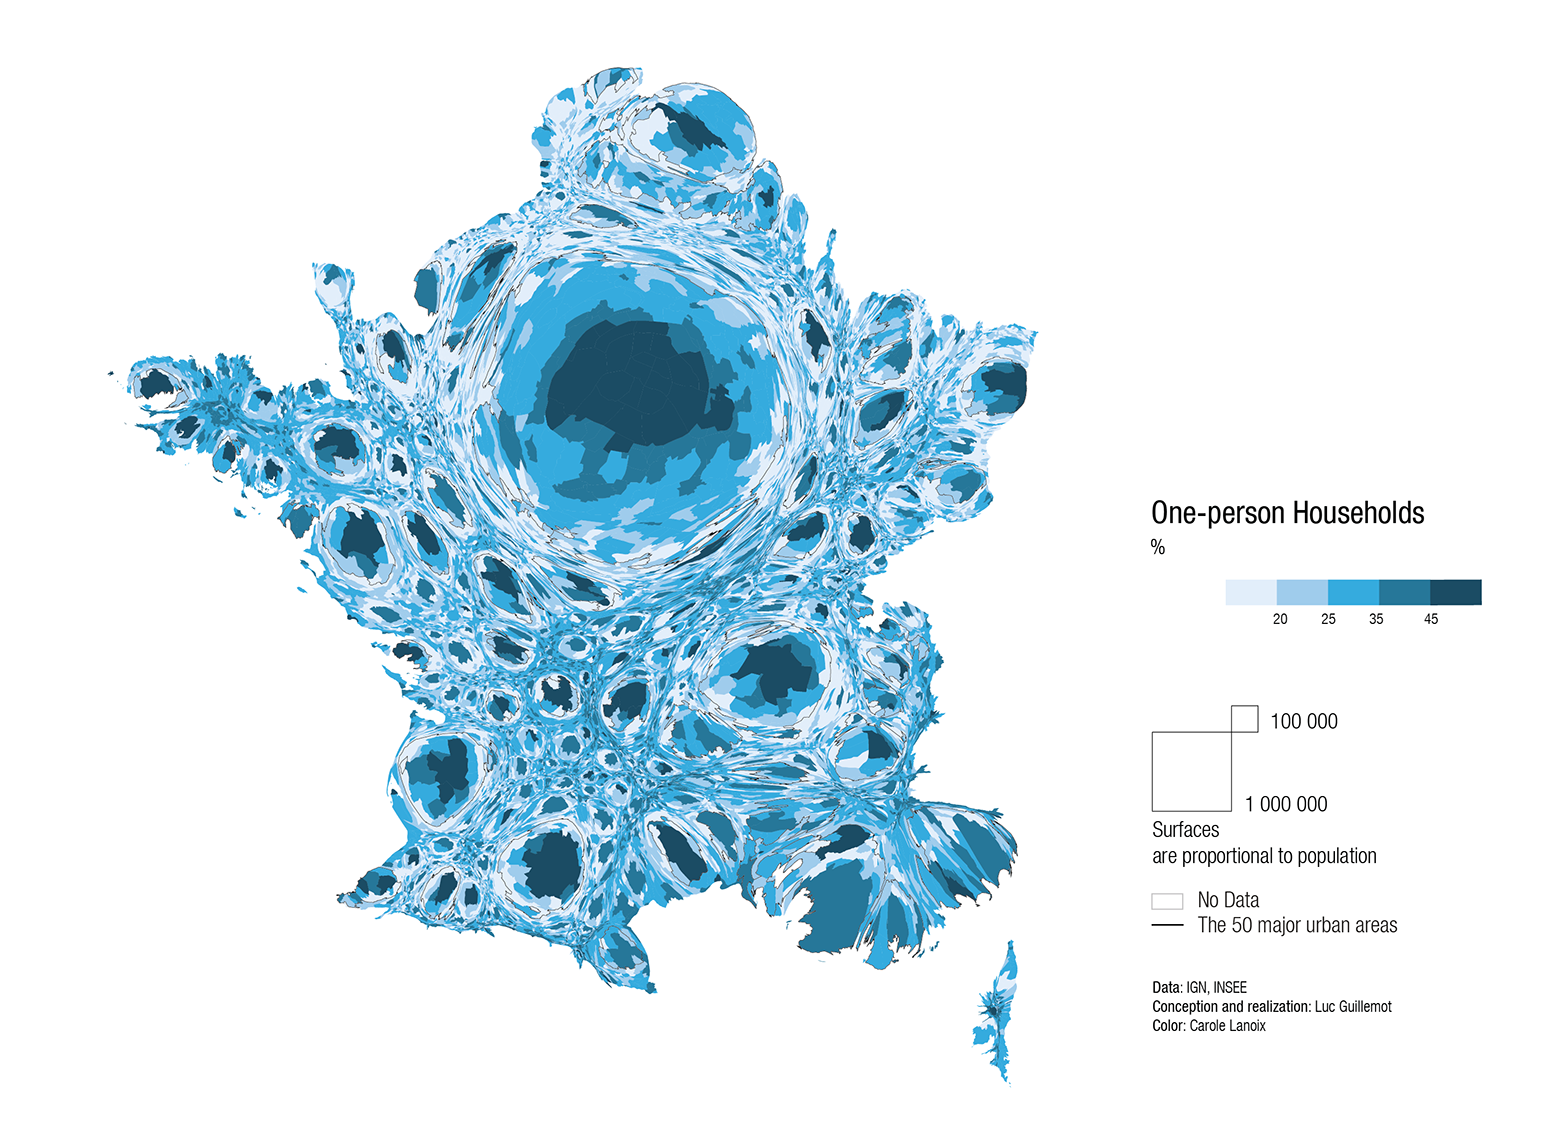 One-person Households
%
20 25 35 45
100 000
1 000 000
Surfaces
are proportional to population
No Data
The 50 major urban areas
Data: IGN, INSEE
Conception and realization: Luc Guillemot
Color: Carole Lanoix